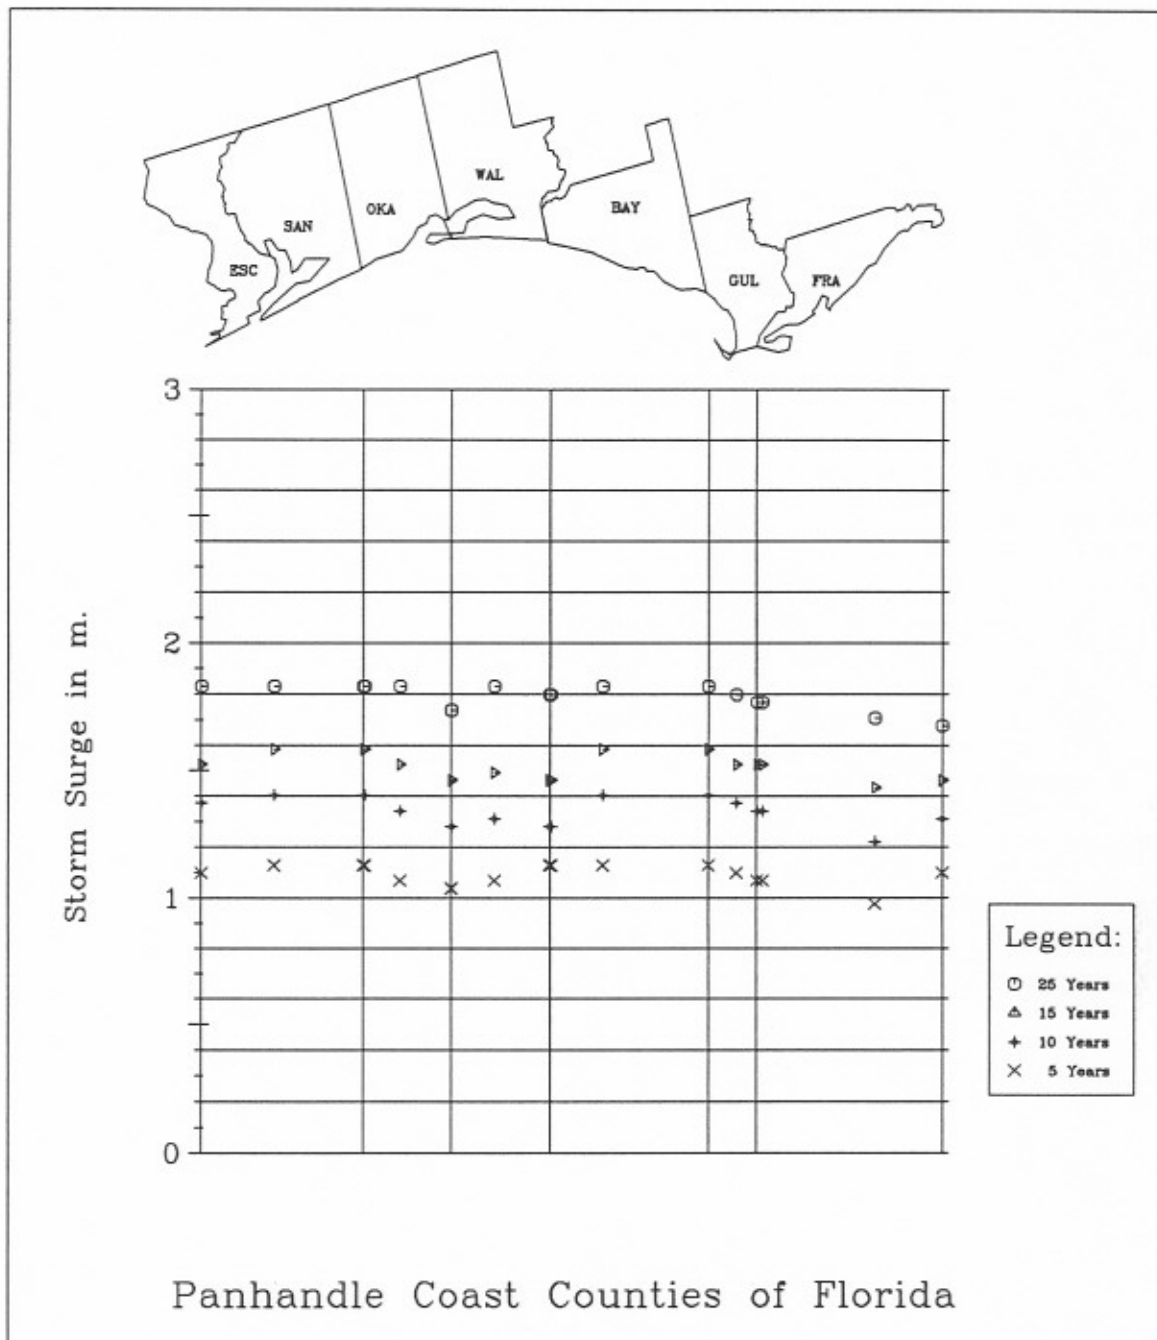 WAL
OKA
BAY
SAN
ESC
GUL
FRA
3
2
1
0
Storm Surge in m.
Legend:
25 Years
15 Years
10 Years
5 Years
Panhandle Coast Counties of Florida